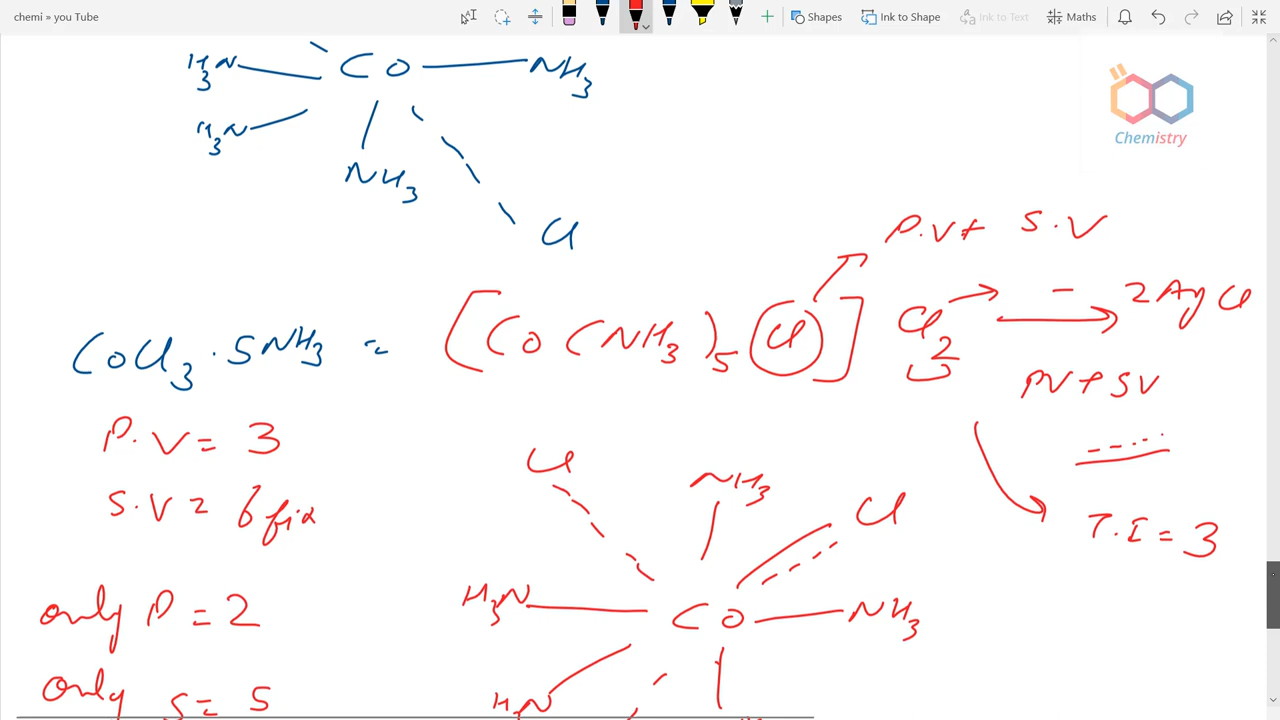 chemi » you Tube
Shapes
Ink to Shape
Ink to Text
Maths
Chemistry
H3N Co NH3
H3N
NH3
Cl
P.V + S.V
CoCl3 . 5NH3 = [Co (NH3)5 Cl] Cl2 → 2AgCl
PV + SV
P.V = 3
S.V = 6 fix
T.I = 3
Cl
NH3
Cl
H3N Co NH3
H3N
only P = 2
only S = 5